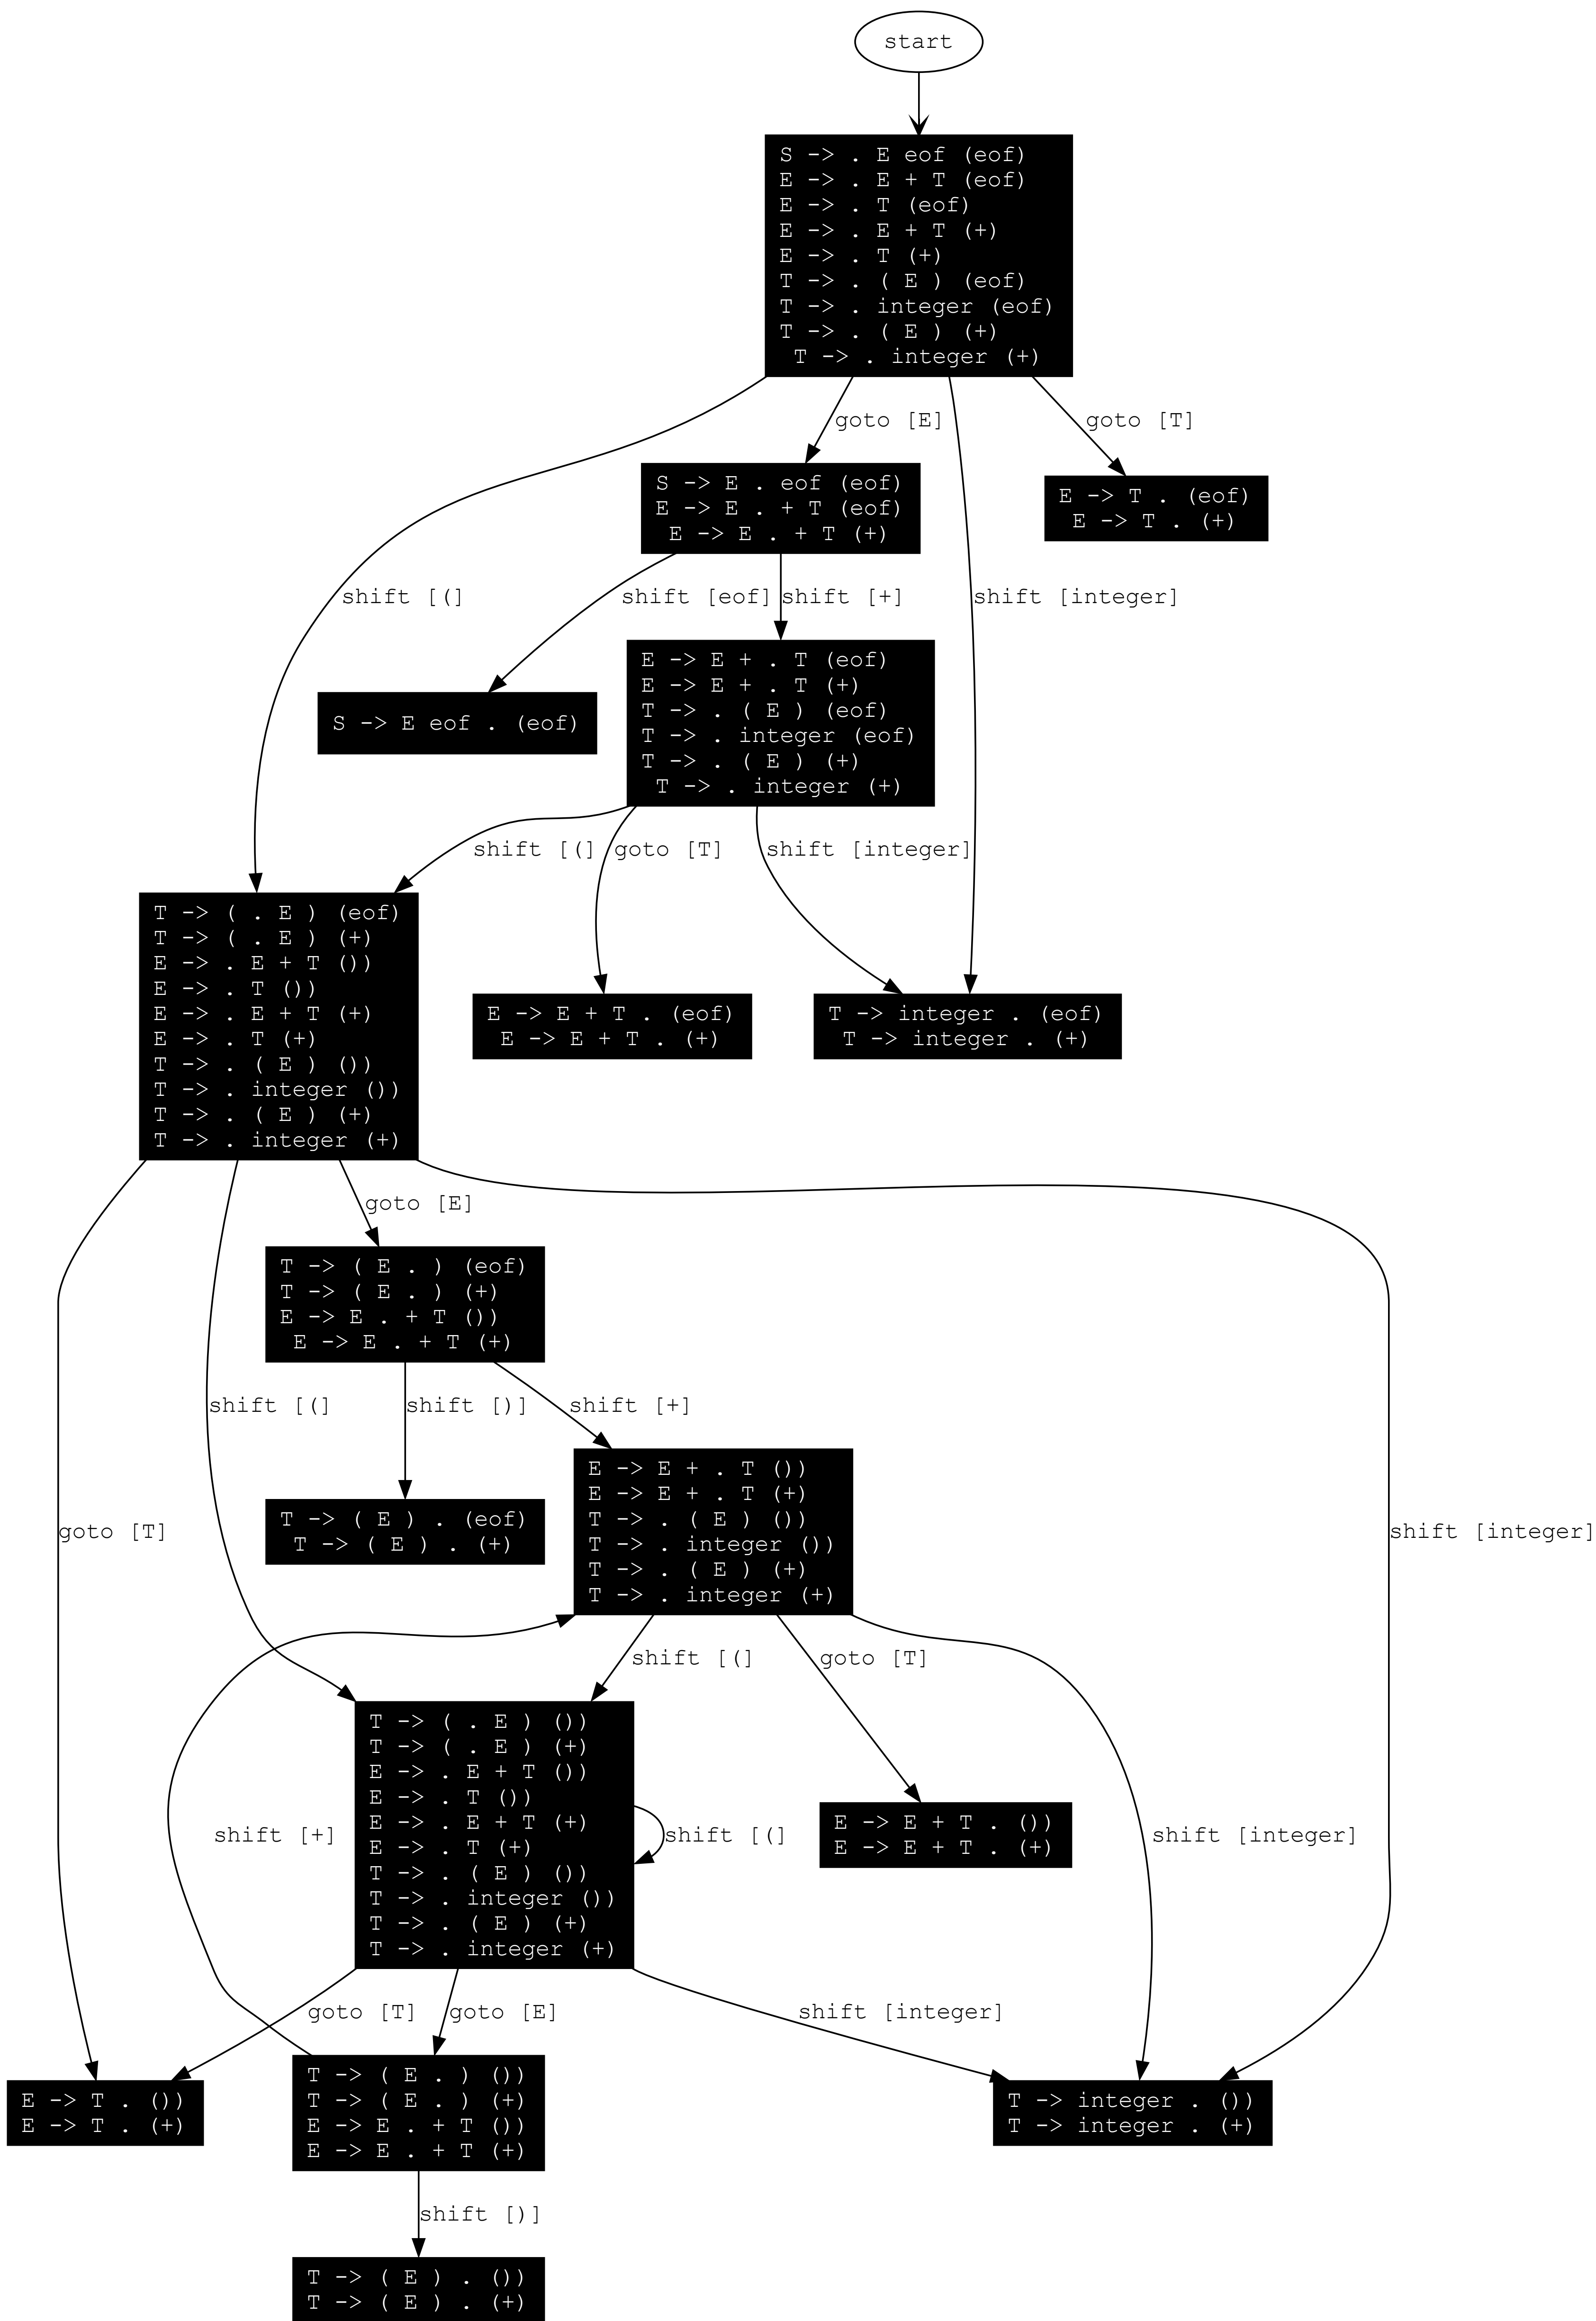 start
S -> . E eof (eof)
E -> . E + T (eof)
E -> . T (eof)
E -> . E + T (+)
E -> . T (+)
T -> . ( E ) (eof)
T -> . integer (eof)
T -> . ( E ) (+)
T -> . integer (+)
goto [E]
goto [T]
S -> E . eof (eof)
E -> E . + T (eof)
E -> E . + T (+)
E -> T . (eof)
E -> T . (+)
shift [(]
shift [eof]
shift [+]
shift [integer]
E -> E + . T (eof)
E -> E + . T (+)
T -> . ( E ) (eof)
T -> . integer (eof)
T -> . ( E ) (+)
T -> . integer (+)
S -> E eof . (eof)
shift [(]
goto [T]
shift [integer]
T -> ( . E ) (eof)
T -> ( . E ) (+)
E -> . E + T ())
E -> . T ())
E -> . E + T (+)
E -> . T (+)
T -> . ( E ) ())
T -> . integer ())
T -> . ( E ) (+)
T -> . integer (+)
E -> E + T . (eof)
E -> E + T . (+)
T -> integer . (eof)
T -> integer . (+)
goto [E]
T -> ( E . ) (eof)
T -> ( E . ) (+)
E -> E . + T ())
E -> E . + T (+)
shift [(]
shift [)]
shift [+]
goto [T]
shift [integer]
T -> ( E ) . (eof)
T -> ( E ) . (+)
E -> E + . T ())
E -> E + . T (+)
T -> . ( E ) ())
T -> . integer ())
T -> . ( E ) (+)
T -> . integer (+)
shift [(]
goto [T]
T -> ( . E ) ())
T -> ( . E ) (+)
E -> . E + T ())
E -> . T ())
E -> . E + T (+)
E -> . T (+)
T -> . ( E ) ())
T -> . integer ())
T -> . ( E ) (+)
T -> . integer (+)
shift [+]
shift [(]
E -> E + T . ())
E -> E + T . (+)
shift [integer]
goto [T]
goto [E]
shift [integer]
E -> T . ())
E -> T . (+)
T -> ( E . ) ())
T -> ( E . ) (+)
E -> E . + T ())
E -> E . + T (+)
T -> integer . ())
T -> integer . (+)
shift [)]
T -> ( E ) . ())
T -> ( E ) . (+)